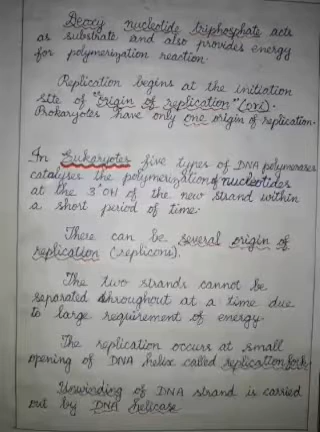 Deoxy nucleotide triphosphate acts
as substrate and also provides energy
for polymerization reaction.
Replication begins at the initiation
site of "origin of replication" (ori).
Prokaryotes have only one origin of replication.
In Eukaryotes five types of DNA polymerases
catalyses the polymerization of nucleotides
at the 3'OH of the new strand within
a short period of time.
There can be several origin of
replication (replicons).
The two strands cannot be
separated throughout at a time due
to large requirement of energy.
The replication occurs at small
opening of DNA helix called replication fork
Unwinding of DNA strand is carried
out by DNA helicase